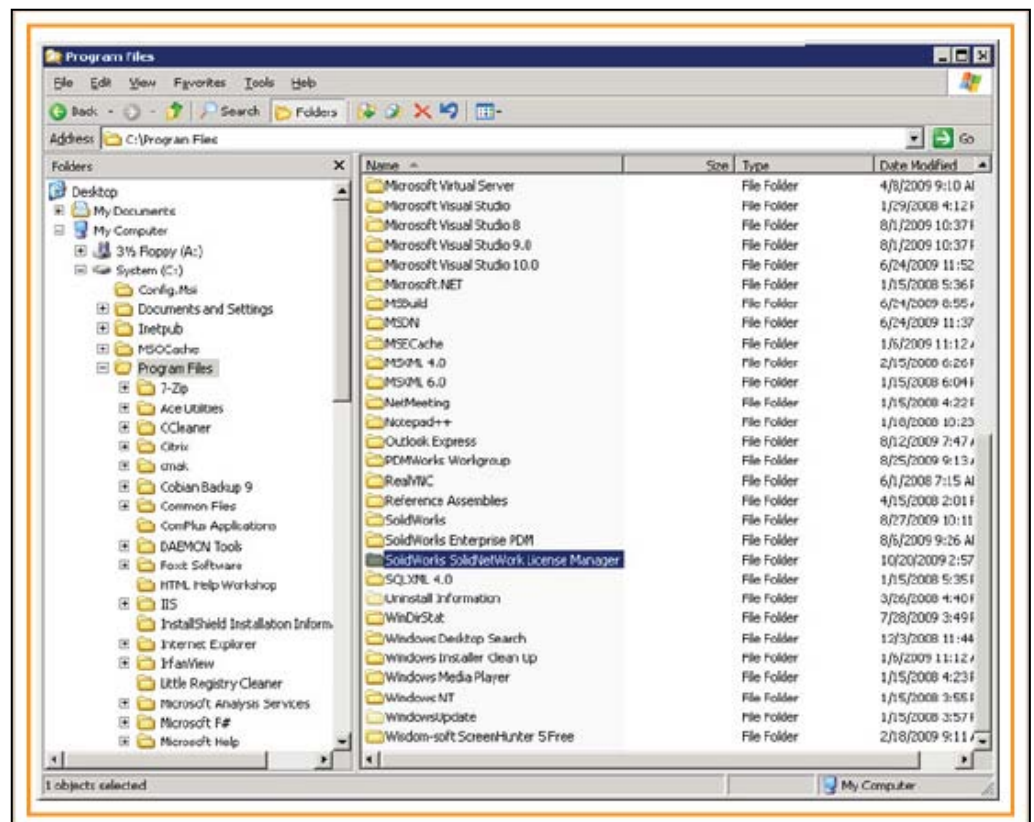 Program Files
File Edit View Favorites Tools Help
Back Search Folders
Address C:\Program Files Go
Folders
Desktop
My Documents
My Computer
3½ Floppy (A:)
System (C:)
Config.Msi
Documents and Settings
Inetpub
MSOCache
Program Files
7-Zip
Ace Utilities
CCleaner
Citrix
cmak
Cobian Backup 9
Common Files
ComPlus Applications
DAEMON Tools
Foxit Software
HTML Help Workshop
IIS
InstallShield Installation Inform
Internet Explorer
IrfanView
Little Registry Cleaner
Microsoft Analysis Services
Microsoft F#
Microsoft Help
Name Size Type Date Modified
Microsoft Virtual Server File Folder 4/8/2009 9:10 A
Microsoft Visual Studio File Folder 1/29/2008 4:12
Microsoft Visual Studio 8 File Folder 8/1/2009 10:37
Microsoft Visual Studio 9.0 File Folder 8/1/2009 10:37
Microsoft Visual Studio 10.0 File Folder 6/24/2009 11:52
Microsoft.NET File Folder 1/15/2008 5:36
MSBuild File Folder 6/24/2009 8:55
MSDN File Folder 6/24/2009 11:37
MSECache File Folder 1/6/2009 11:12
MSXML 4.0 File Folder 2/15/2008 6:26
MSXML 6.0 File Folder 1/15/2008 6:04
NetMeeting File Folder 1/15/2008 4:22
Notepad++ File Folder 1/18/2008 10:23
Outlook Express File Folder 8/12/2009 7:47
PDMWorks Workgroup File Folder 8/25/2009 9:13
RealVNC File Folder 6/1/2008 7:15 A
Reference Assemblies File Folder 4/15/2008 2:01
SolidWorks File Folder 8/27/2009 10:11
SolidWorks Enterprise PDM File Folder 8/6/2009 9:26 A
SolidWorks SolidNetWork License Manager File Folder 10/20/2009 2:57
SQLXML 4.0 File Folder 1/15/2008 5:35
Uninstall Information File Folder 3/26/2008 4:40
WinDirStat File Folder 7/28/2009 3:49
Windows Desktop Search File Folder 12/3/2008 11:44
Windows Installer Clean Up File Folder 1/6/2009 11:12
Windows Media Player File Folder 1/15/2008 4:23
Windows NT File Folder 1/15/2008 3:55
WindowsUpdate File Folder 1/15/2008 3:57
Wisdom-soft ScreenHunter 5 Free File Folder 2/18/2009 9:11
1 objects selected My Computer